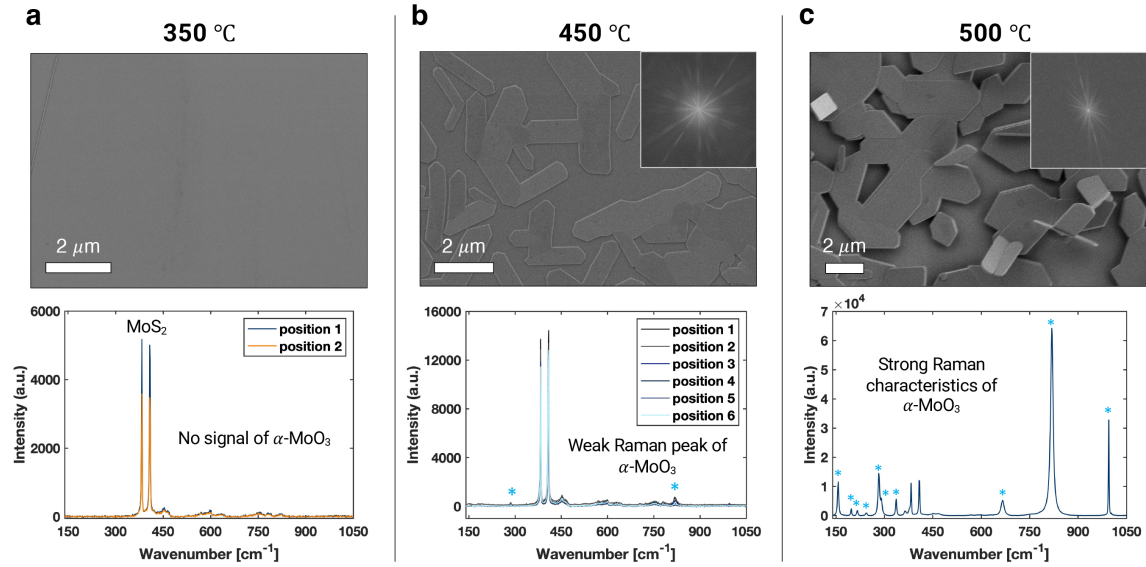 a
350 °C
2 μm
6000
4000
2000
0
150
300
450
600
750
900
1050
Intensity (a.u.)
Wavenumber [cm⁻¹]
MoS₂
position 1
position 2
No signal of α-MoO₃
b
450 °C
2 μm
16000
12000
8000
4000
0
150
300
450
600
750
900
1050
Intensity (a.u.)
Wavenumber [cm⁻¹]
position 1
position 2
position 3
position 4
position 5
position 6
Weak Raman peak of
α-MoO₃
*
*
c
500 °C
2 μm
7 ×10⁴
6
5
4
3
2
1
0
150
300
450
600
750
900
1050
Intensity (a.u.)
Wavenumber [cm⁻¹]
Strong Raman
characteristics of
α-MoO₃
*
*
*
*
*
*
*
*
*
*